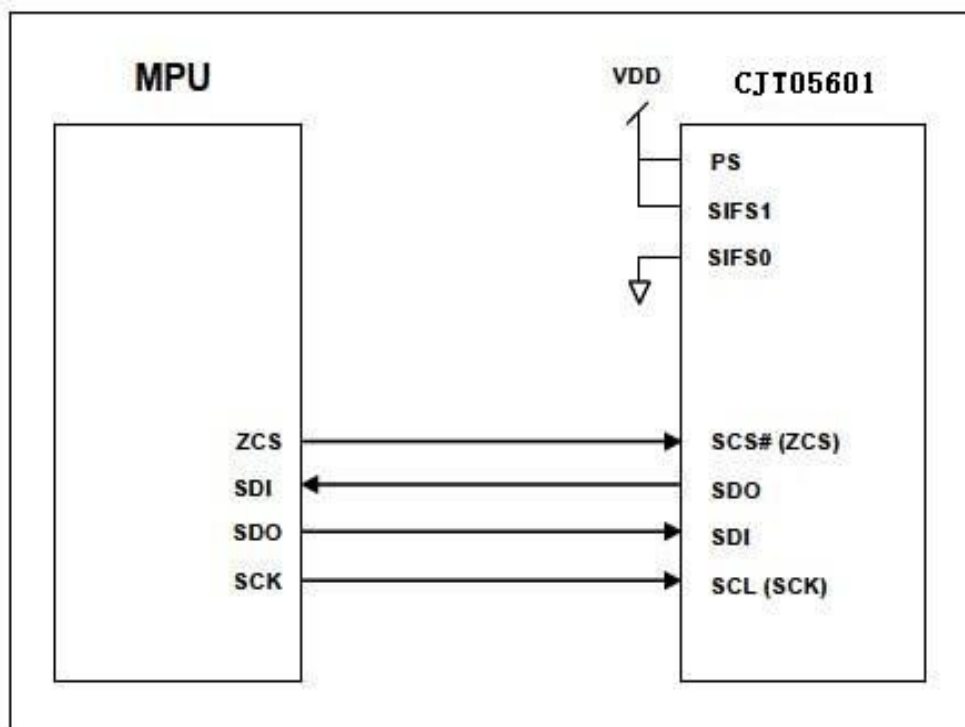 MPU
VDD
CJT05601
PS
SIFS1
SIFS0
ZCS
SCS# (ZCS)
SDI
SDO
SDO
SDI
SCK
SCL (SCK)